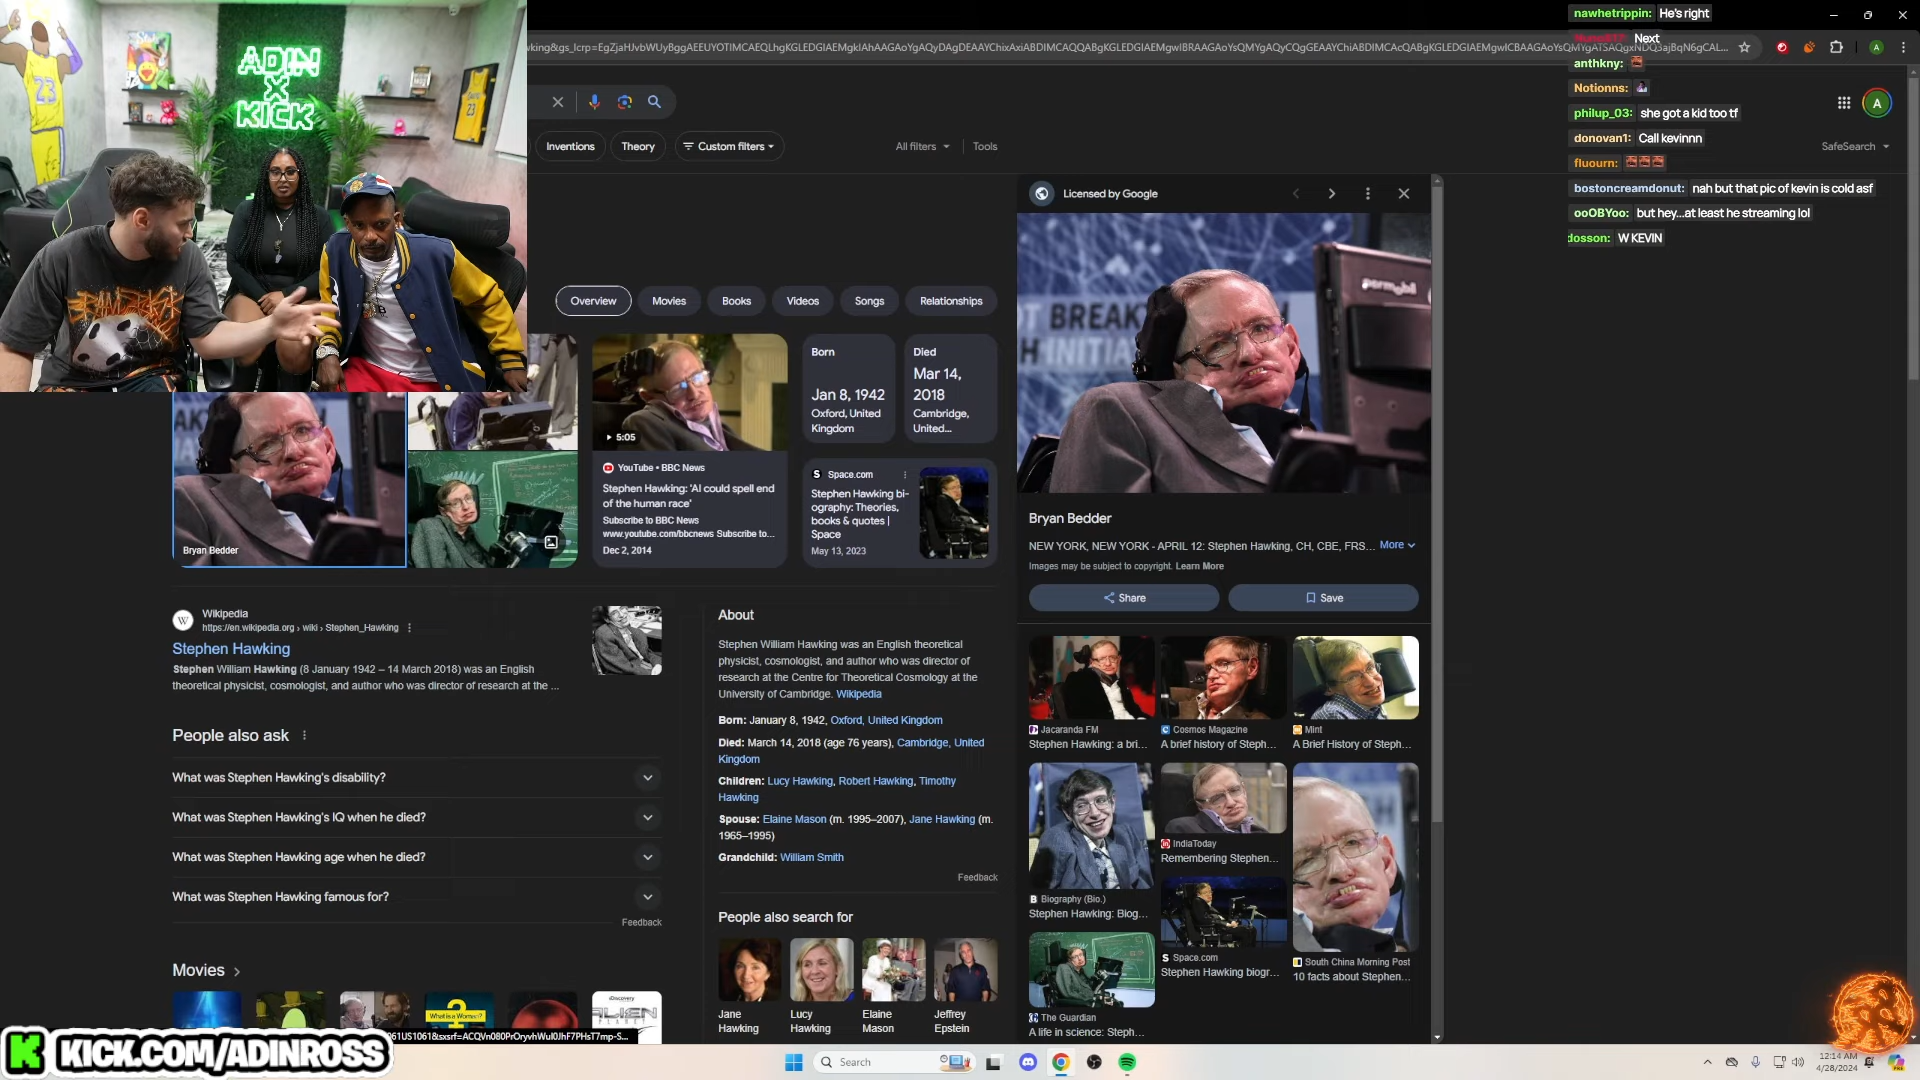 ADIN
X
KICK
23
nawhetrippin: He's right
Next
anthkny:
Notionns:
philup_03: she got a kid too tf
donovan1: Call kevinnn
fluourn:
bostoncreamdonut: nah but that pic of kevin is cold asf
ooOBYoo: but hey...at least he streaming lol
dosson: W KEVIN
A
A
Inventions
Theory
Custom filters
All filters
Tools
SafeSearch
Licensed by Google
Overview
Movies
Books
Videos
Songs
Relationships
5:05
YouTube • BBC News
Stephen Hawking: 'AI could spell end
of the human race'
Subscribe to BBC News
www.youtube.com/bbcnews Subscribe to...
Dec 2, 2014
Born
Jan 8, 1942
Oxford, United
Kingdom
Died
Mar 14,
2018
Cambridge,
United...
Space.com
Stephen Hawking bi-
ography: Theories,
books & quotes |
Space
May 13, 2023
Bryan Bedder
Bryan Bedder
NEW YORK, NEW YORK - APRIL 12: Stephen Hawking, CH, CBE, FRS... More
Images may be subject to copyright. Learn More
Share
Save
Wikipedia
https://en.wikipedia.org › wiki › Stephen_Hawking
Stephen Hawking
Stephen William Hawking (8 January 1942 – 14 March 2018) was an English
theoretical physicist, cosmologist, and author who was director of research at the ...
People also ask
What was Stephen Hawking's disability?
What was Stephen Hawking's IQ when he died?
What was Stephen Hawking age when he died?
What was Stephen Hawking famous for?
Feedback
Movies
About
Stephen William Hawking was an English theoretical
physicist, cosmologist, and author who was director of
research at the Centre for Theoretical Cosmology at the
University of Cambridge. Wikipedia
Born: January 8, 1942, Oxford, United Kingdom
Died: March 14, 2018 (age 76 years), Cambridge, United
Kingdom
Children: Lucy Hawking, Robert Hawking, Timothy
Hawking
Spouse: Elaine Mason (m. 1995–2007), Jane Hawking (m.
1965–1995)
Grandchild: William Smith
Feedback
People also search for
Jane
Hawking
Lucy
Hawking
Elaine
Mason
Jeffrey
Epstein
Jacaranda FM
Stephen Hawking: a bri...
Cosmos Magazine
A brief history of Steph...
Mint
A Brief History of Steph...
Biography (Bio.)
Stephen Hawking: Biog...
IndiaToday
Remembering Stephen...
Space.com
Stephen Hawking biogr...
South China Morning Post
10 facts about Stephen...
The Guardian
A life in science: Steph...
KICK.COM/ADINROSS
Search
12:14 AM
4/28/2024